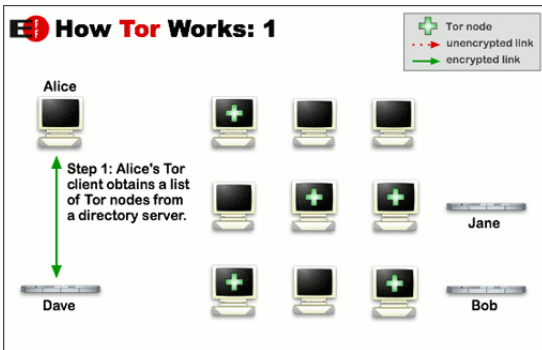 EFF How Tor Works: 1
Tor node
unencrypted link
encrypted link
Alice
Step 1: Alice's Tor
client obtains a list
of Tor nodes from
a directory server.
Jane
Dave
Bob